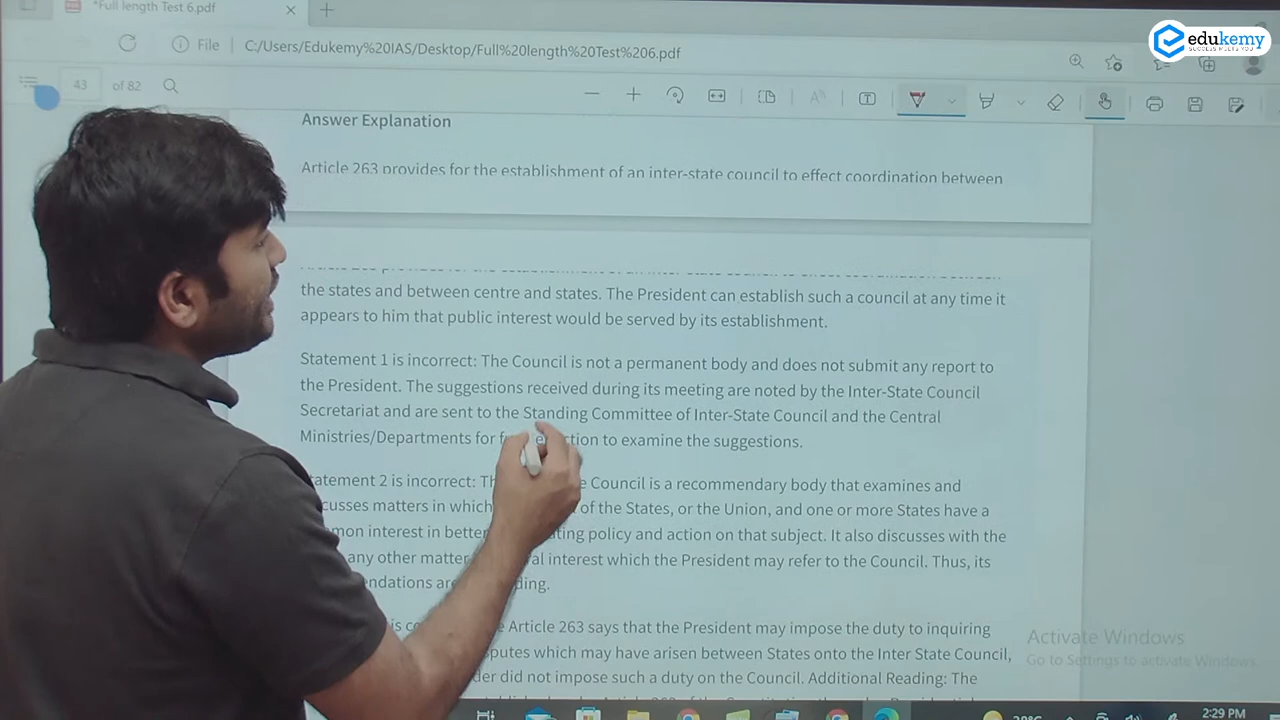 *Full length Test 6.pdf
File C:/Users/Edukemy%20IAS/Desktop/Full%20length%20Test%206.pdf
edukemy
SUCCESS MEETS YOU
43 of 82
Answer Explanation
Article 263 provides for the establishment of an inter-state council to effect coordination between
the states and between centre and states. The President can establish such a council at any time it
appears to him that public interest would be served by its establishment.
Statement 1 is incorrect: The Council is not a permanent body and does not submit any report to
the President. The suggestions received during its meeting are noted by the Inter-State Council
Secretariat and are sent to the Standing Committee of Inter-State Council and the Central
Ministries/Departments for to examine the suggestions.
tatement 2 is incorrect: Council is a recommendary body that examines and
cusses matters in which of the States, or the Union, and one or more States have a
mon interest in better ting policy and action on that subject. It also discusses with the
any other matter al interest which the President may refer to the Council. Thus, its
endations are ding.
Article 263 says that the President may impose the duty to inquiring
putes which may have arisen between States onto the Inter State Council,
der did not impose such a duty on the Council. Additional Reading: The
Activate Windows
Go to Settings to activate Windows.
2:29 PM